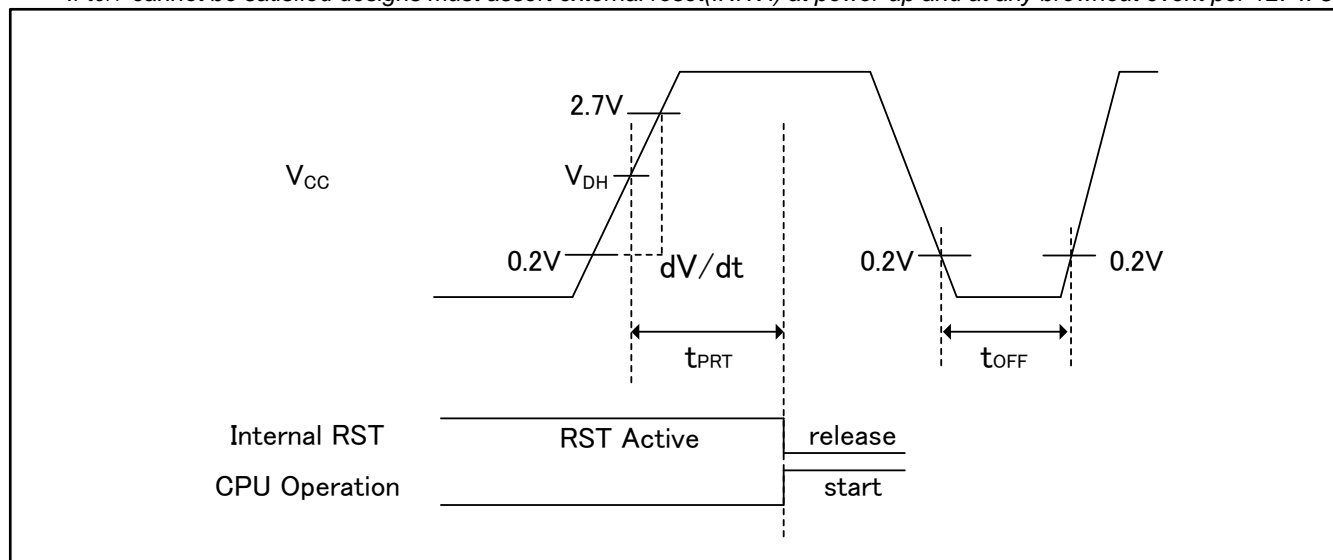 2.7V
VCC
VDH
0.2V
dV/dt
0.2V
0.2V
tPRT
tOFF
Internal RST
RST Active
release
CPU Operation
start